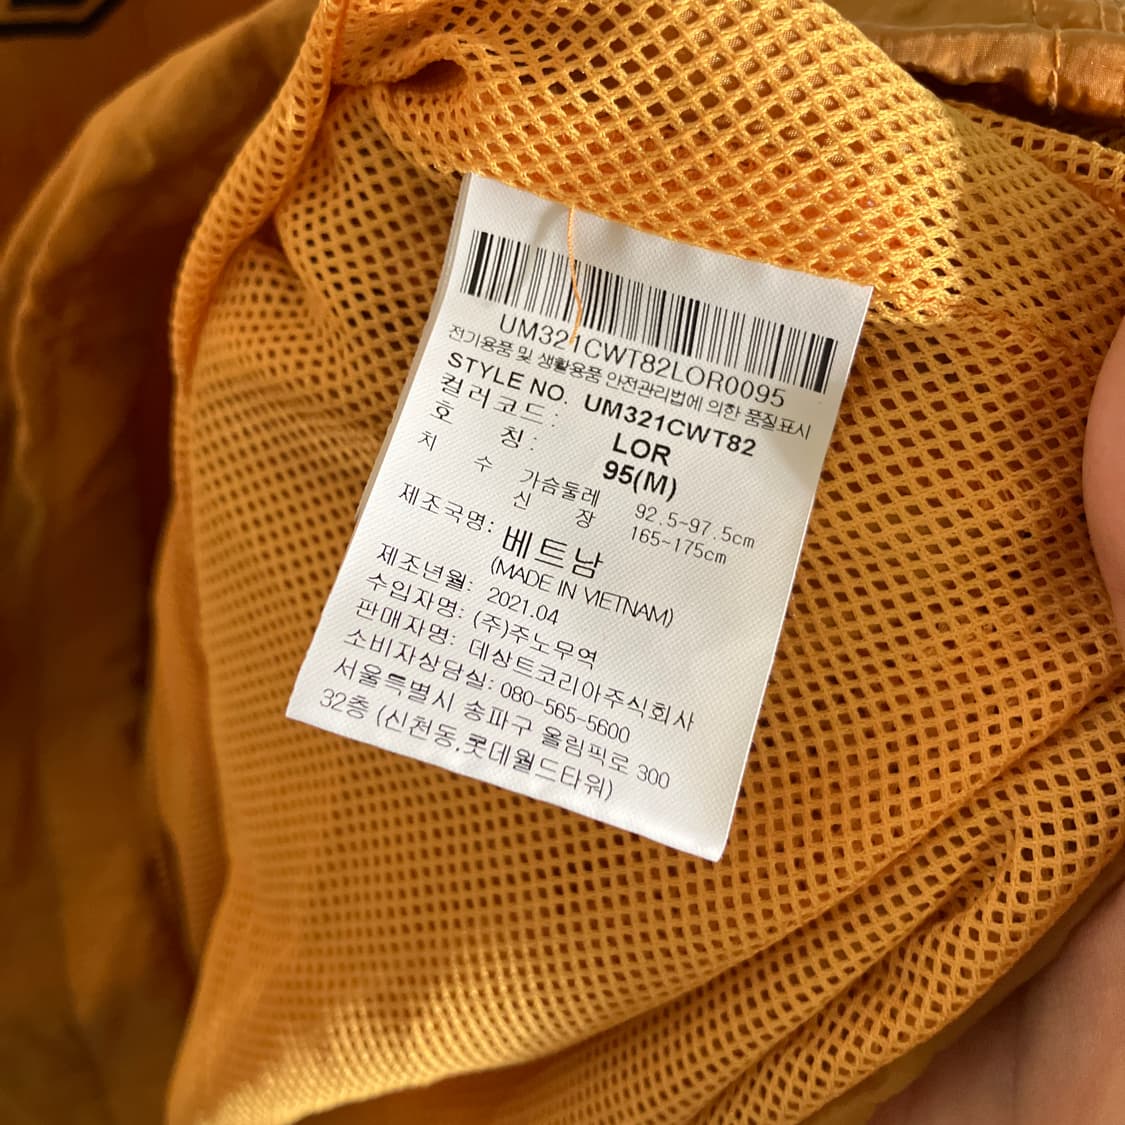 UM321CWT82LOR0095
전기용품 및 생활용품 안전관리법에 의한 품질표시
STYLE NO. UM321CWT82
컬러코드 : LOR
호 칭 : 95(M)
치 수 가슴둘레 92.5~97.5cm
신 장 165~175cm
제조국명: 베트남
(MADE IN VIETNAM)
제조년월: 2021.04
수입자명: (주)주노무역
판매자명: 데상트코리아주식회사
소비자상담실: 080-565-5600
서울특별시 송파구 올림픽로 300
32층 (신천동,롯데월드타워)